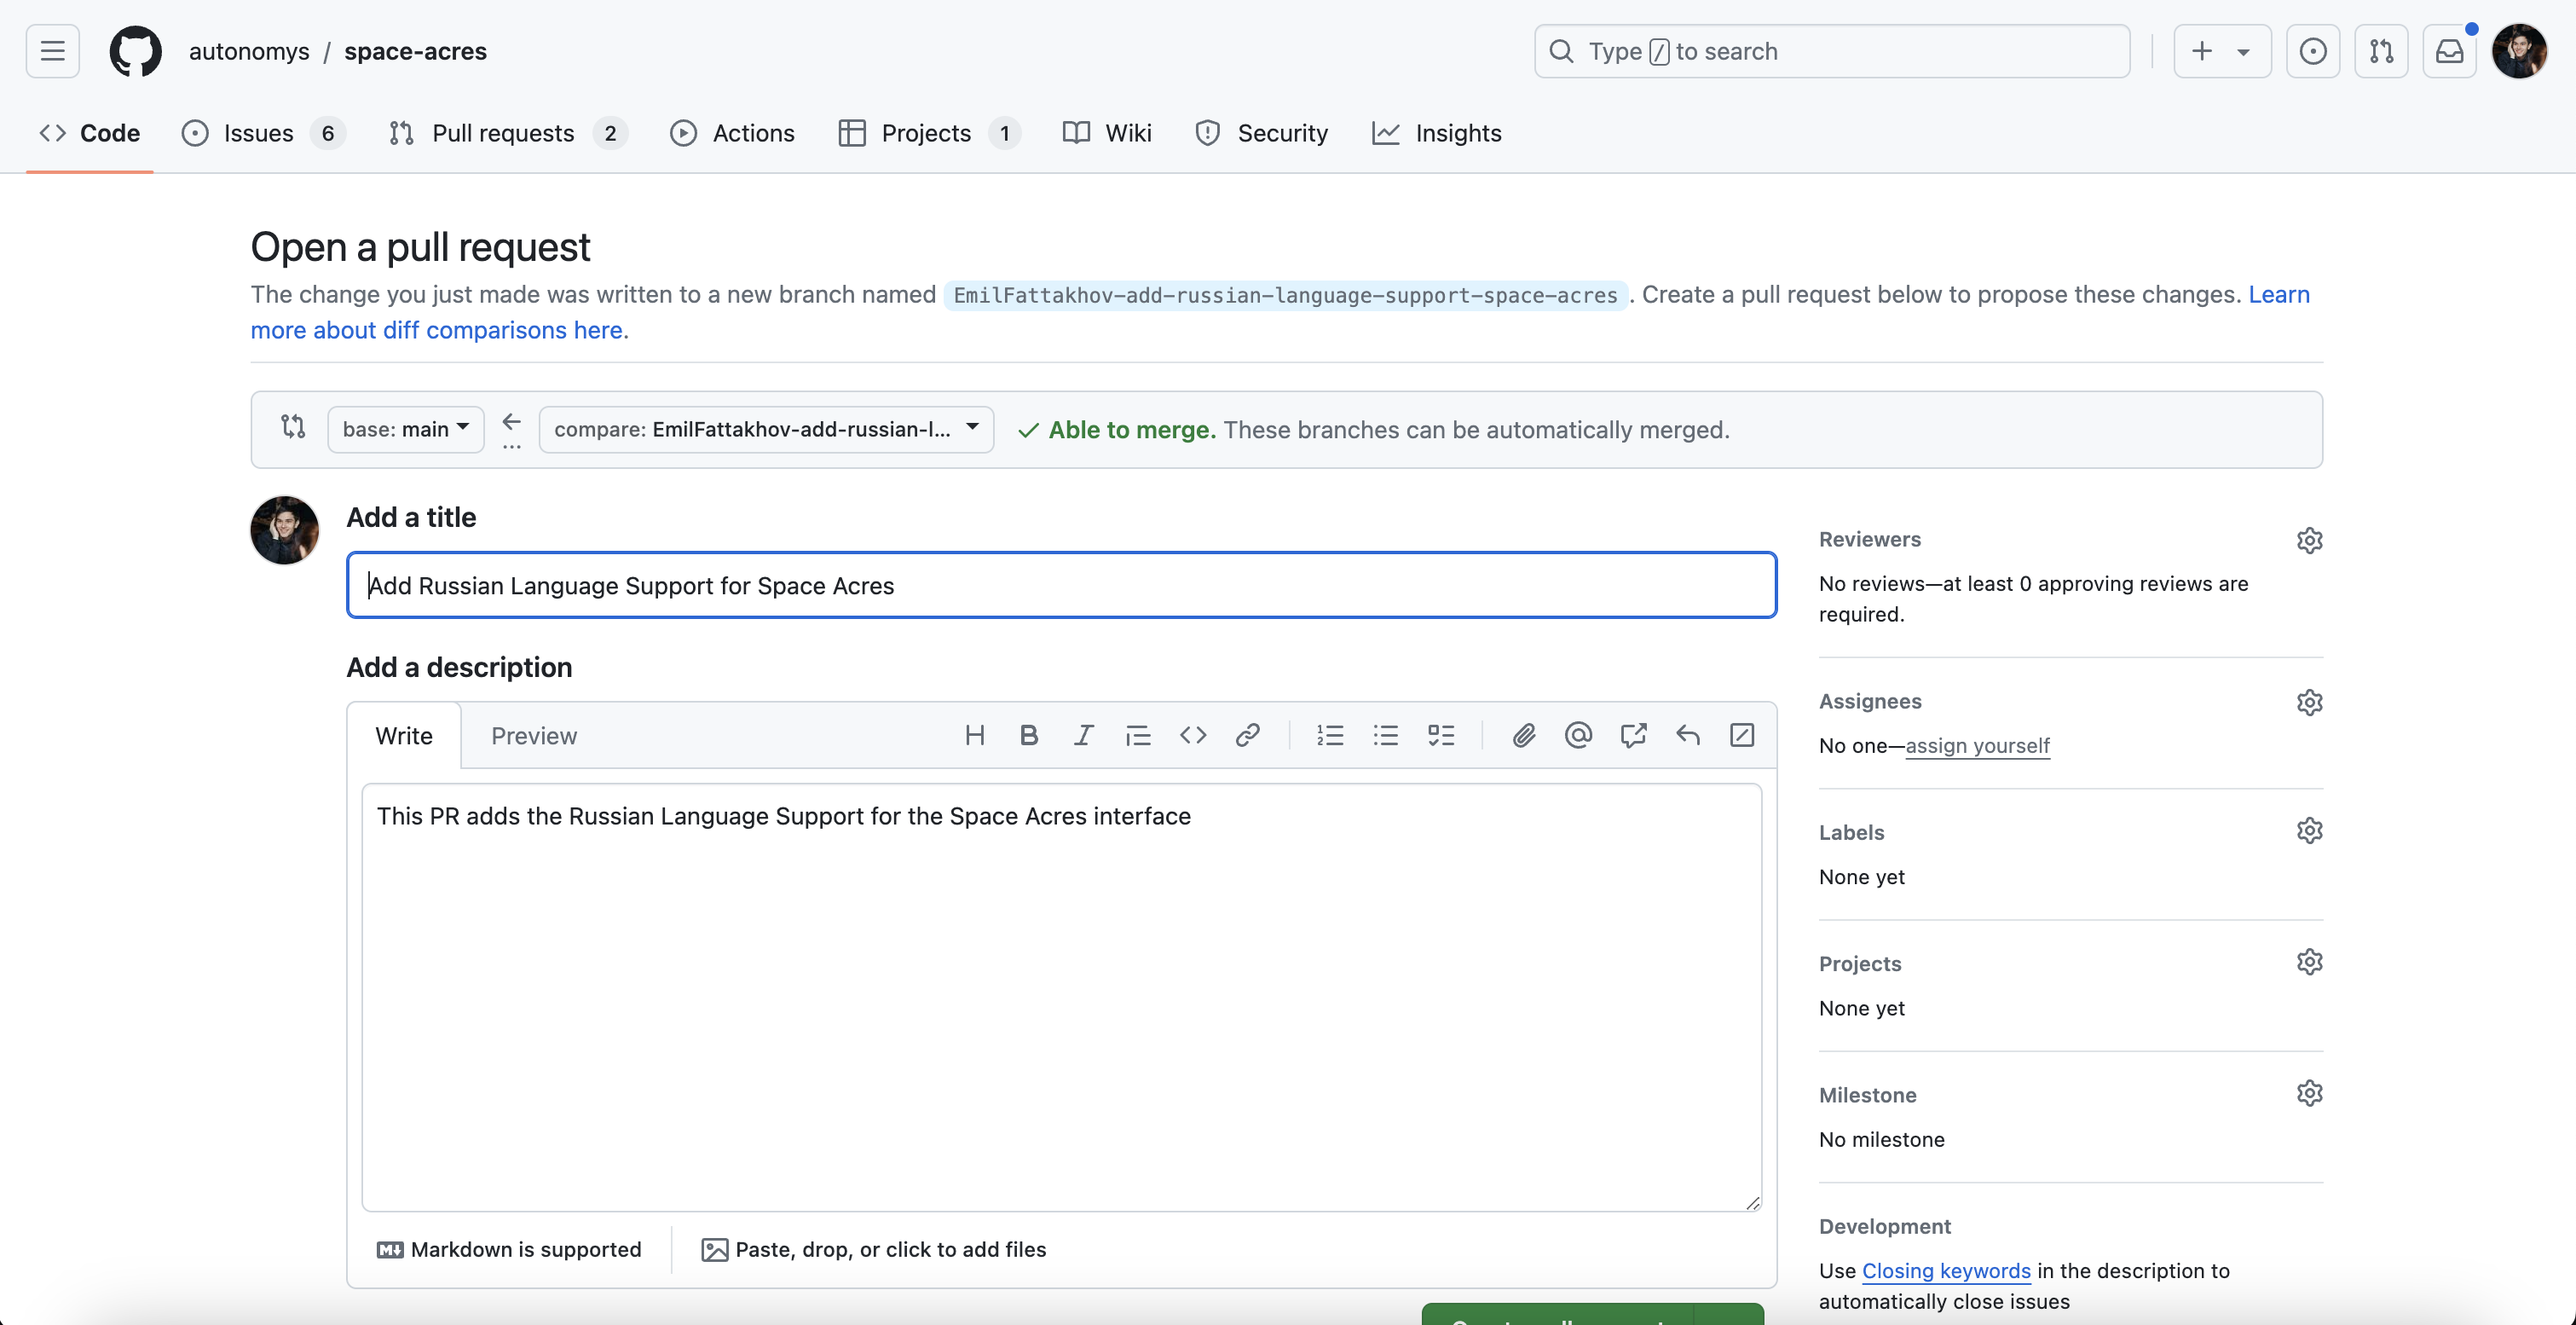 autonomys / space-acres
Type / to search
Code
Issues 6
Pull requests 2
Actions
Projects 1
Wiki
Security
Insights
Open a pull request
The change you just made was written to a new branch named EmilFattakhov-add-russian-language-support-space-acres. Create a pull request below to propose these changes. Learn
more about diff comparisons here.
base: main
compare: EmilFattakhov-add-russian-l...
Able to merge. These branches can be automatically merged.
Add a title
Add Russian Language Support for Space Acres
Add a description
Write
Preview
This PR adds the Russian Language Support for the Space Acres interface
Markdown is supported
Paste, drop, or click to add files
Reviewers
No reviews—at least 0 approving reviews are
required.
Assignees
No one—assign yourself
Labels
None yet
Projects
None yet
Milestone
No milestone
Development
Use Closing keywords in the description to
automatically close issues